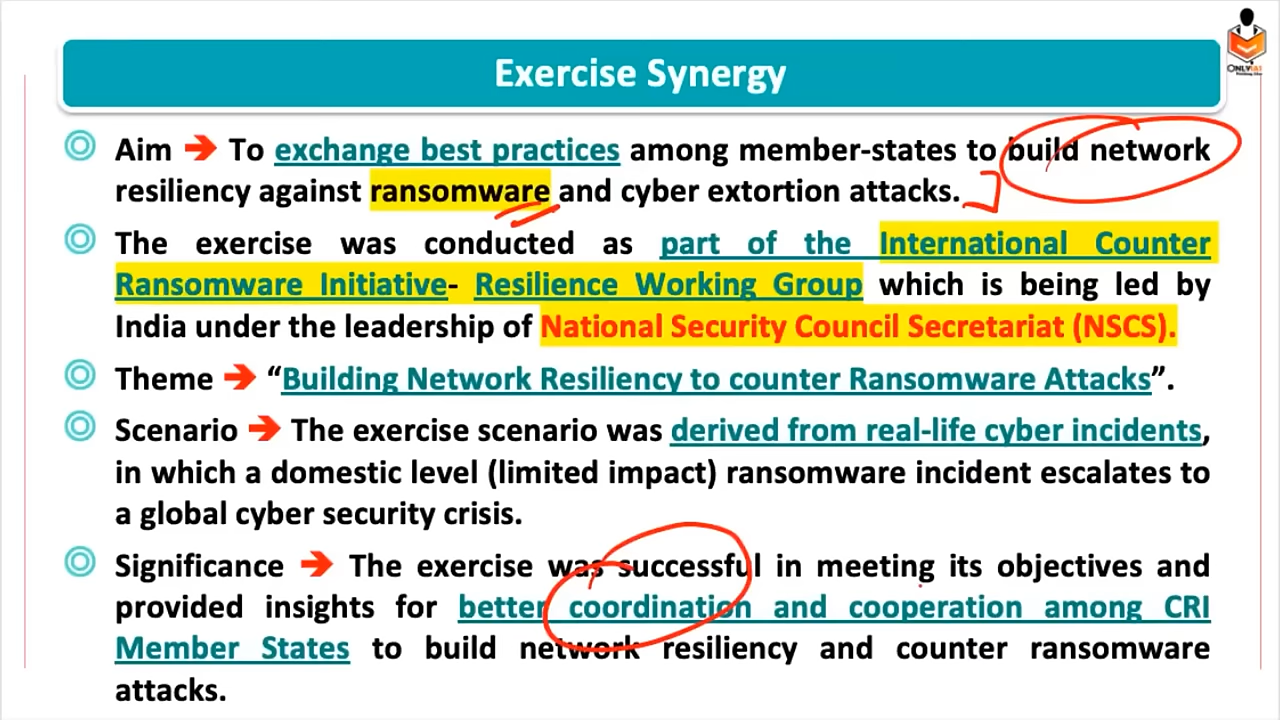 Exercise Synergy
ONLYIAS
Aim ➔ To exchange best practices among member-states to build network
resiliency against ransomware and cyber extortion attacks.
The exercise was conducted as part of the International Counter
Ransomware Initiative- Resilience Working Group which is being led by
India under the leadership of National Security Council Secretariat (NSCS).
Theme ➔ “Building Network Resiliency to counter Ransomware Attacks”.
Scenario ➔ The exercise scenario was derived from real-life cyber incidents,
in which a domestic level (limited impact) ransomware incident escalates to
a global cyber security crisis.
Significance ➔ The exercise was successful in meeting its objectives and
provided insights for better coordination and cooperation among CRI
Member States to build network resiliency and counter ransomware
attacks.